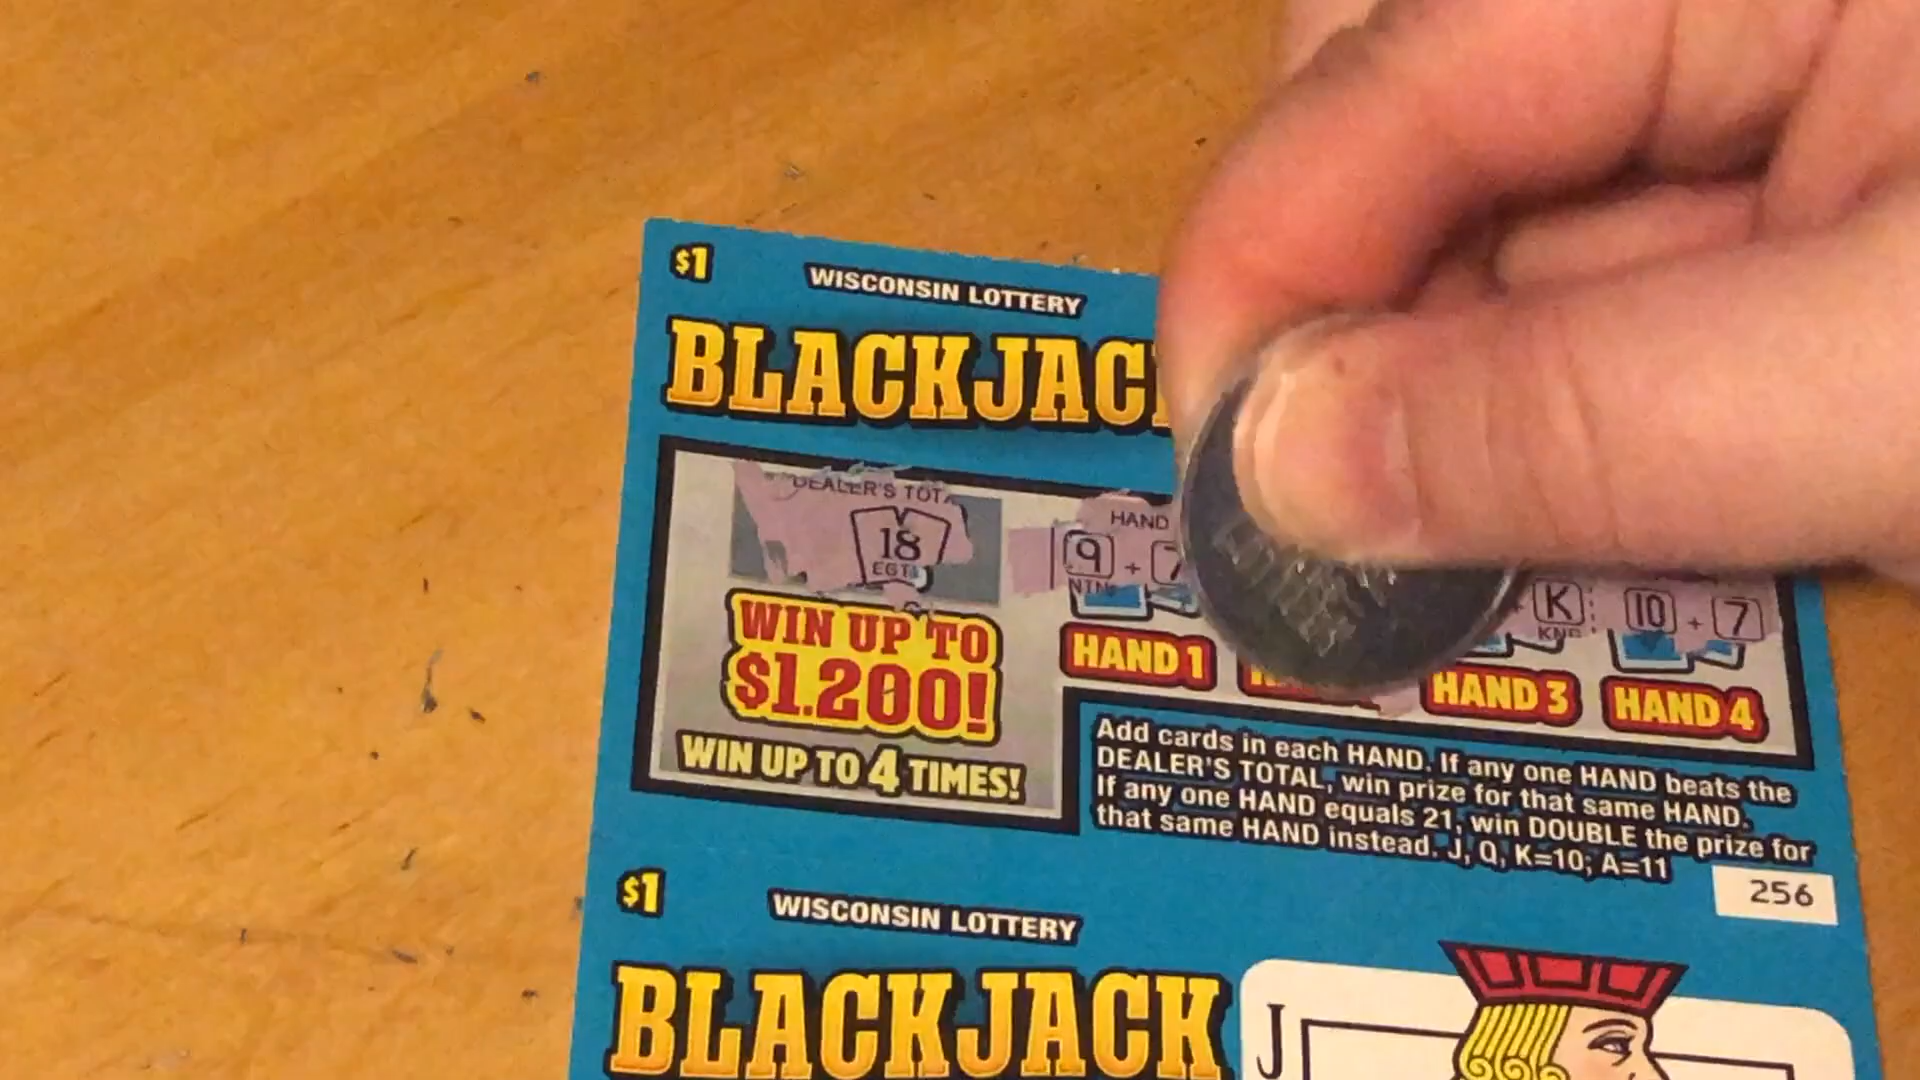 $1
WISCONSIN LOTTERY
BLACKJAC
DEALER'S TOTA
18
EGT
HAND
9 + 7
NIN
K
KNG
10 + 7
WIN UP TO
$1,200!
WIN UP TO 4 TIMES!
HAND 1
HAND 3
HAND 4
Add cards in each HAND. If any one HAND beats the
DEALER'S TOTAL, win prize for that same HAND.
If any one HAND equals 21, win DOUBLE the prize for
that same HAND instead. J, Q, K=10; A=11
256
$1
WISCONSIN LOTTERY
BLACKJACK
J